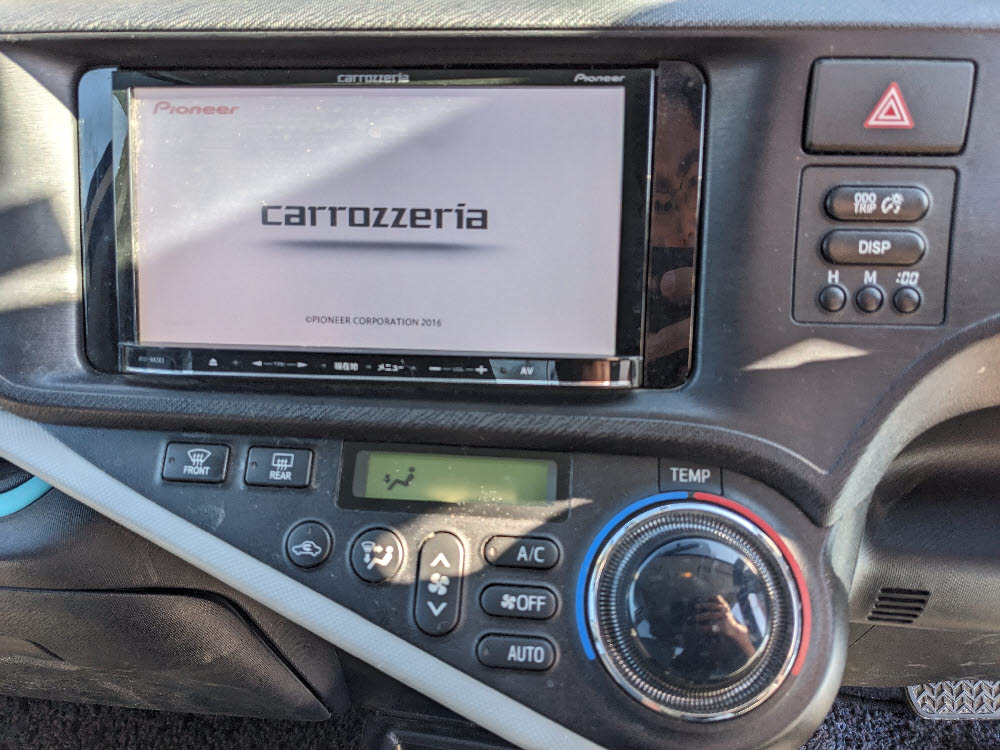 carrozzeria
Pioneer
Pioneer
carrozzeria
©PIONEER CORPORATION 2016
現在地
メニュー
AV
ODO
TRIP
DISP
H M :00
FRONT
REAR
TEMP
A/C
OFF
AUTO